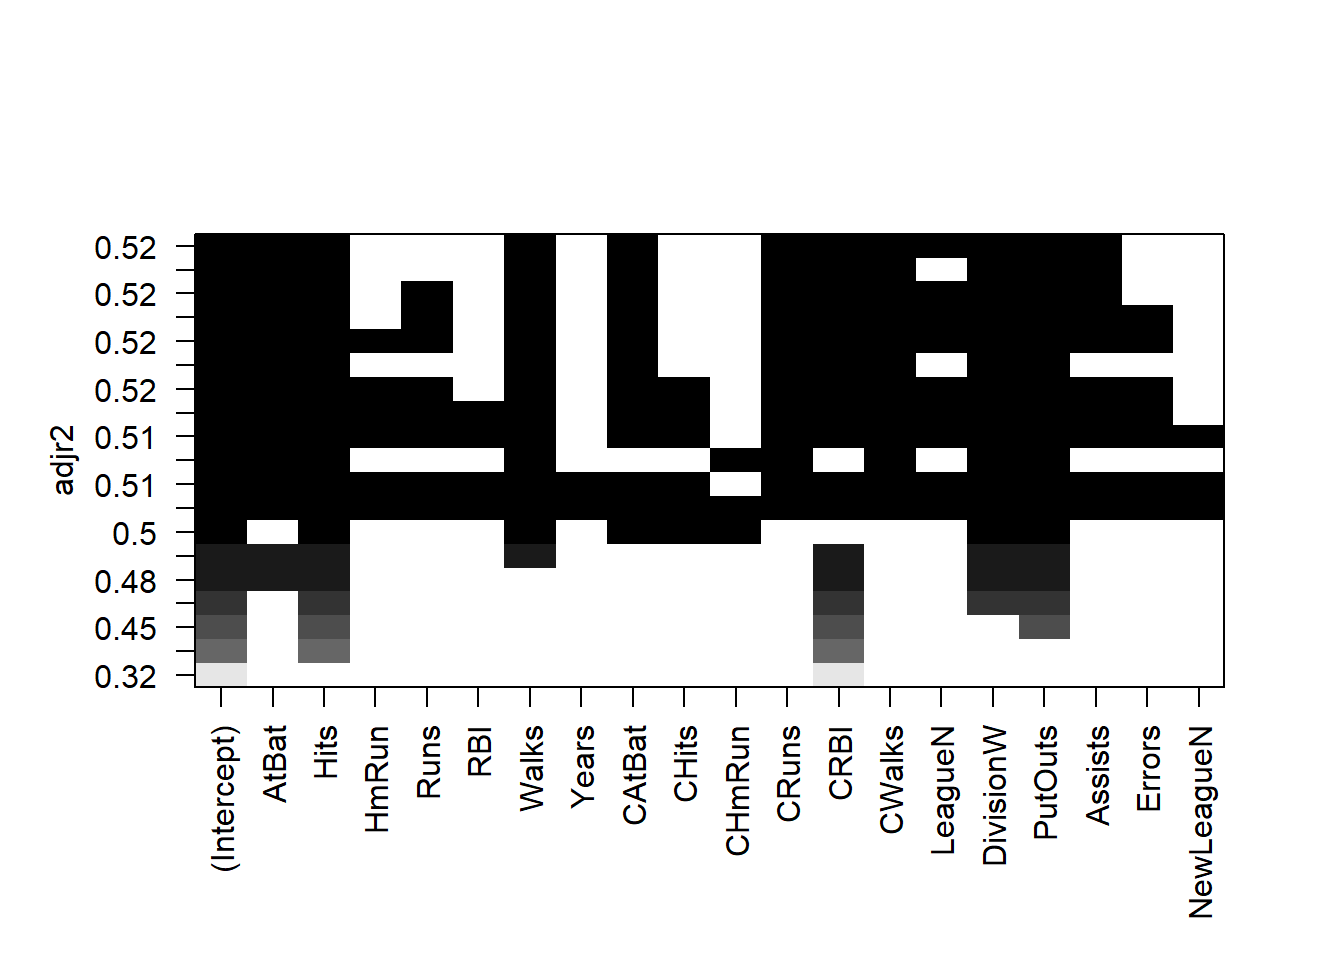 0.52
0.52
0.52
0.52
0.51
0.51
0.5
0.48
0.45
0.32
adjr2
(Intercept)
AtBat
Hits
HmRun
Runs
RBI
Walks
Years
CAtBat
CHits
CHmRun
CRuns
CRBI
CWalks
LeagueN
DivisionW
PutOuts
Assists
Errors
NewLeagueN